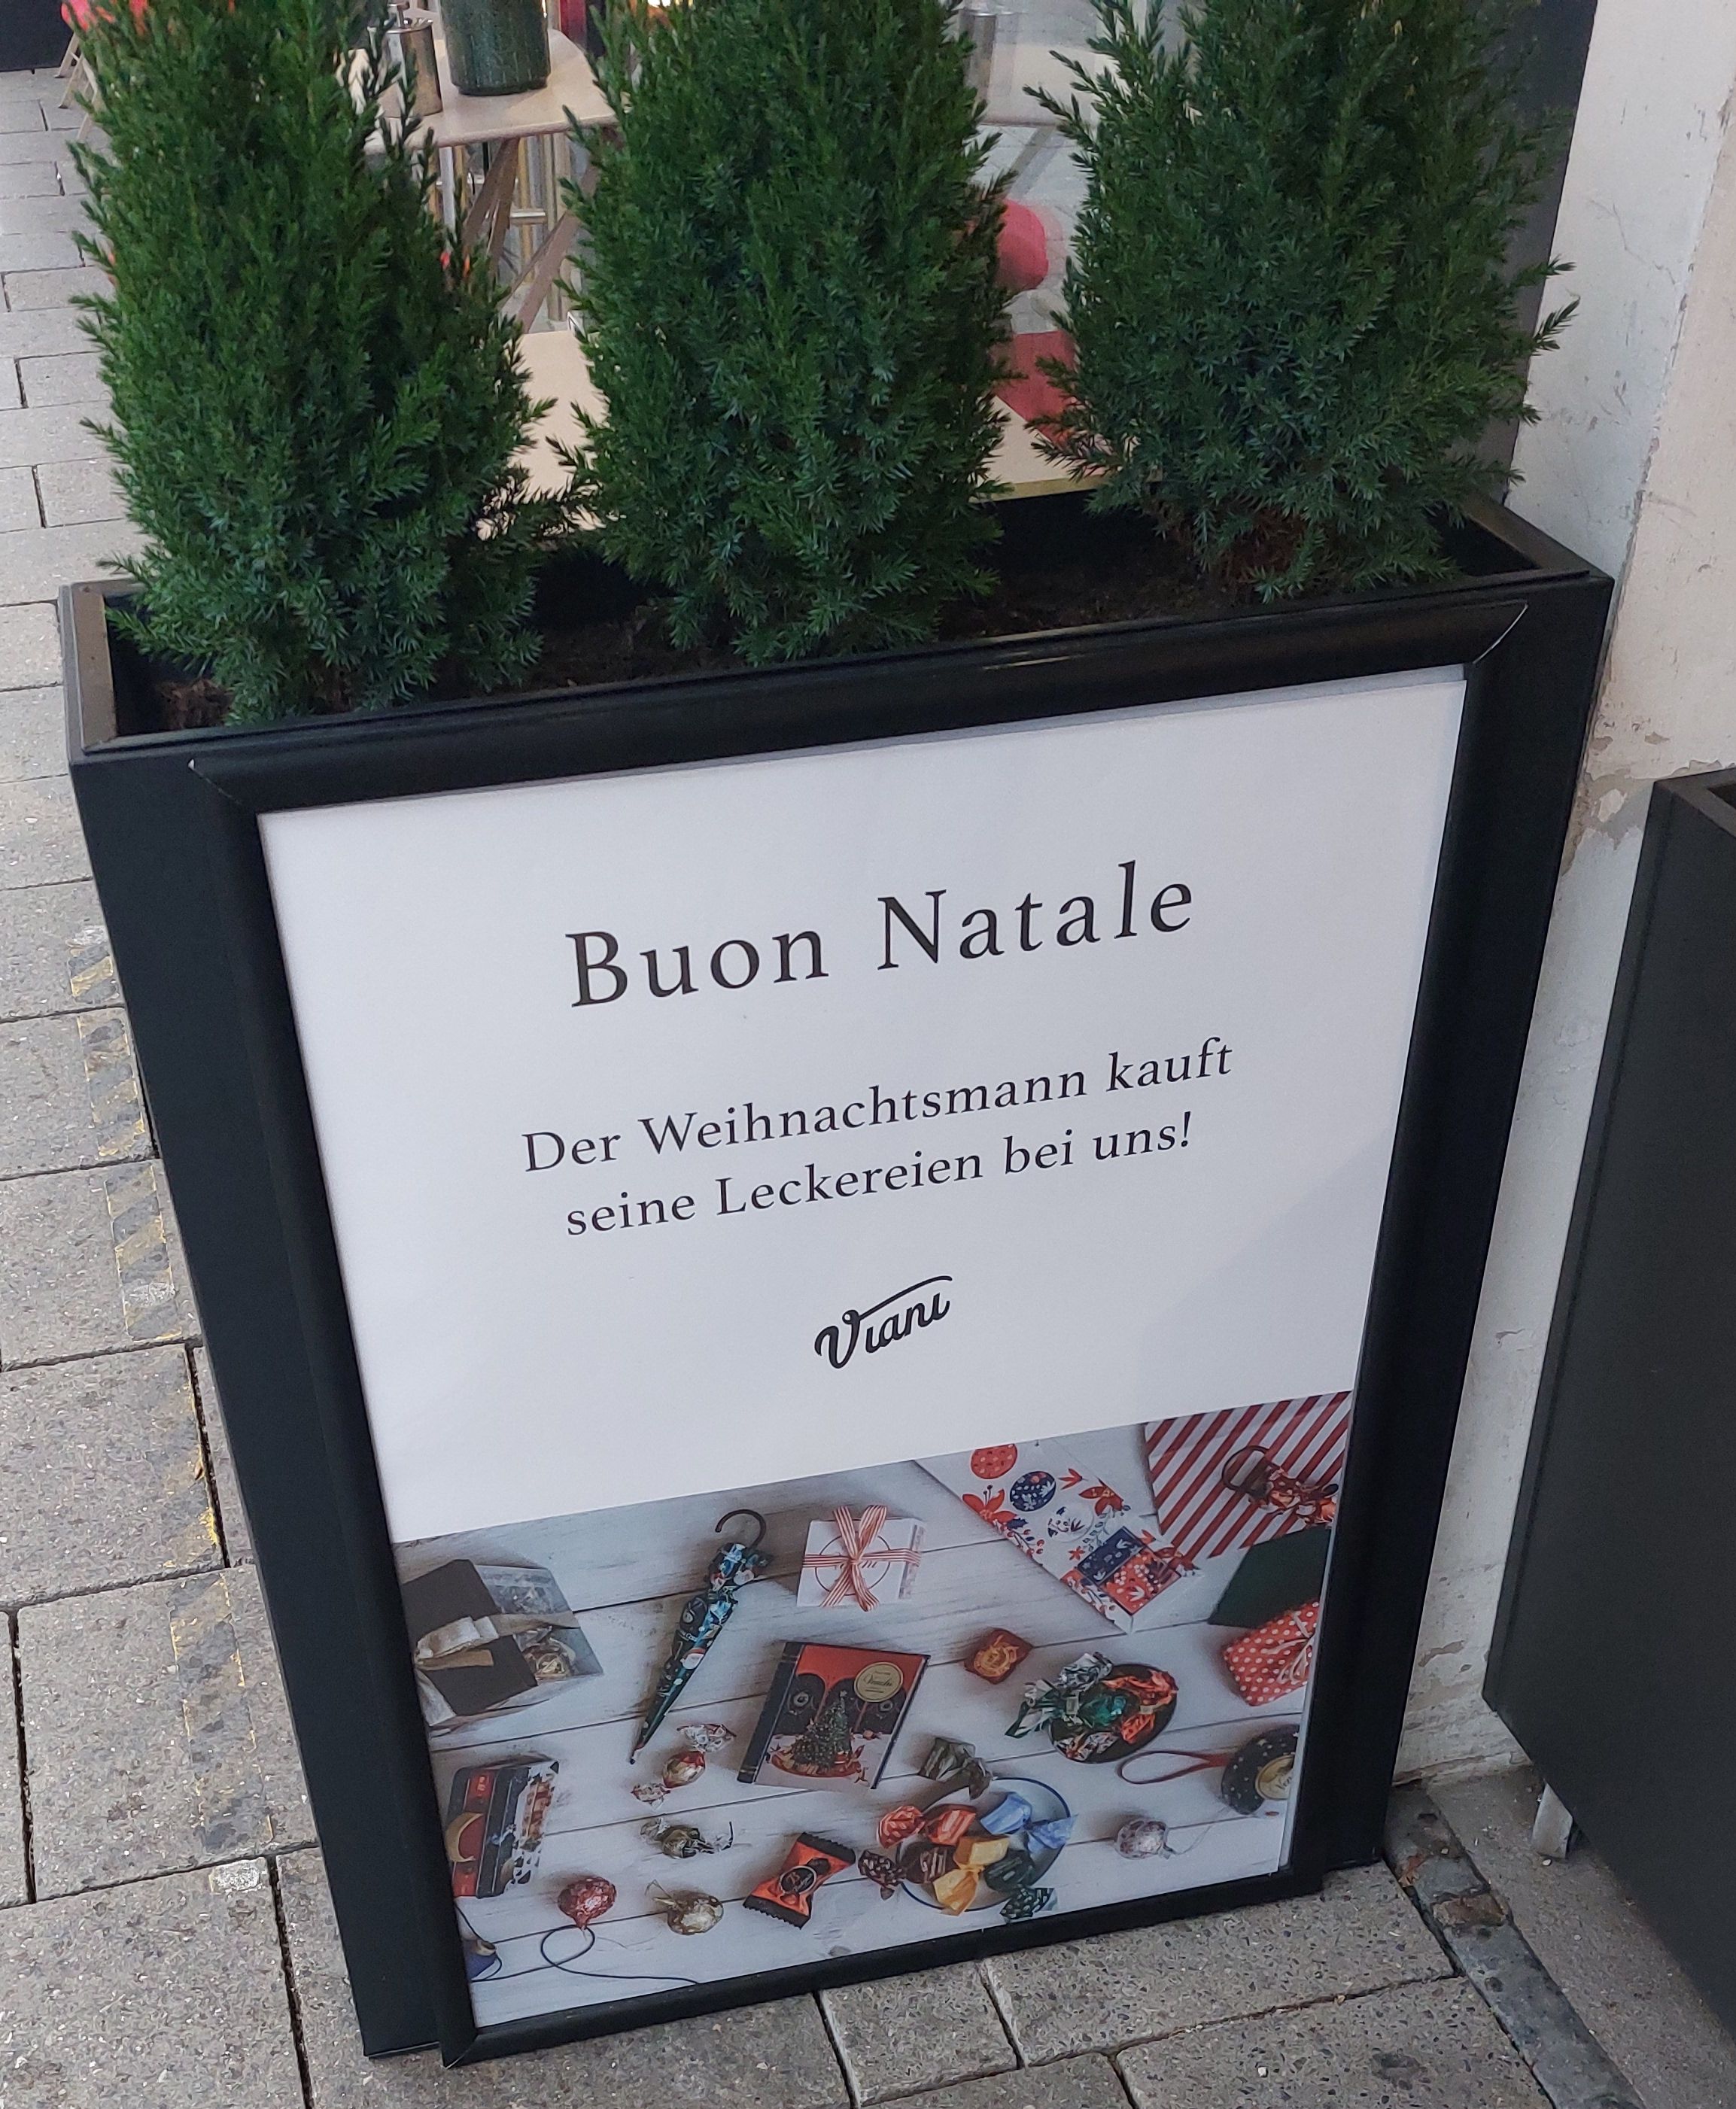 Buon Natale
Der Weihnachtsmann kauft
seine Leckereien bei uns!
Viani